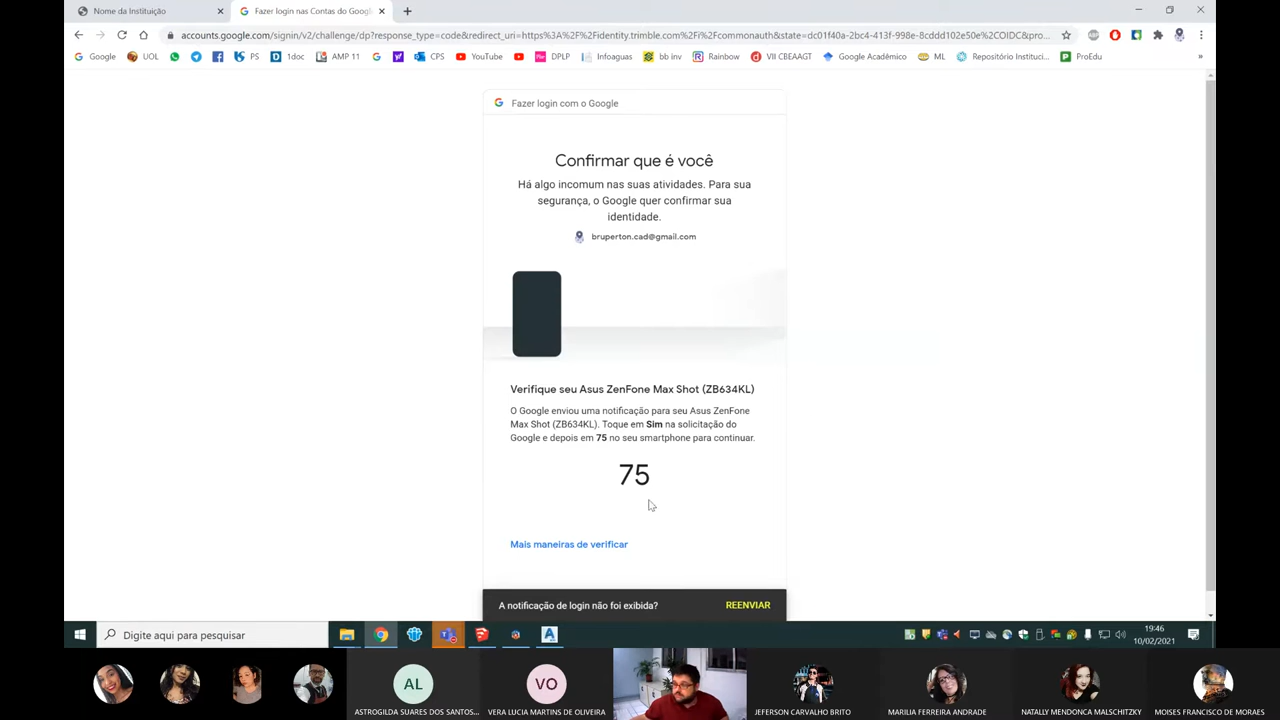 Nome da Instituição
Fazer login nas Contas do Googl
accounts.google.com/signin/v2/challenge/dp?response_type=code&redirect_uri=https%3A%2F%2Fidentity.trimble.com%2Fi%2Fcommonauth&state=dc01f40a-2bc4-413f-998e-8cddd102e50e%2COIDC&pro...
Google UOL PS 1doc AMP 11 CPS YouTube DPLP Infoaguas bb inv Rainbow VII CBEAAGT Google Acadêmico ML Repositório Instituci... ProEdu
Fazer login com o Google
Confirmar que é você
Há algo incomum nas suas atividades. Para sua
segurança, o Google quer confirmar sua
identidade.
bruperton.cad@gmail.com
Verifique seu Asus ZenFone Max Shot (ZB634KL)
O Google enviou uma notificação para seu Asus ZenFone
Max Shot (ZB634KL). Toque em Sim na solicitação do
Google e depois em 75 no seu smartphone para continuar.
75
Mais maneiras de verificar
A notificação de login não foi exibida? REENVIAR
Digite aqui para pesquisar
19:46
10/02/2021
AL
VO
ASTROGILDA SUARES DOS SANTOS...
VERA LUCIA MARTINS DE OLIVEIRA
JEFERSON CARVALHO BRITO
MARILIA FERREIRA ANDRADE
NATALLY MENDONCA MALSCHITZKY
MOISES FRANCISCO DE MORAES